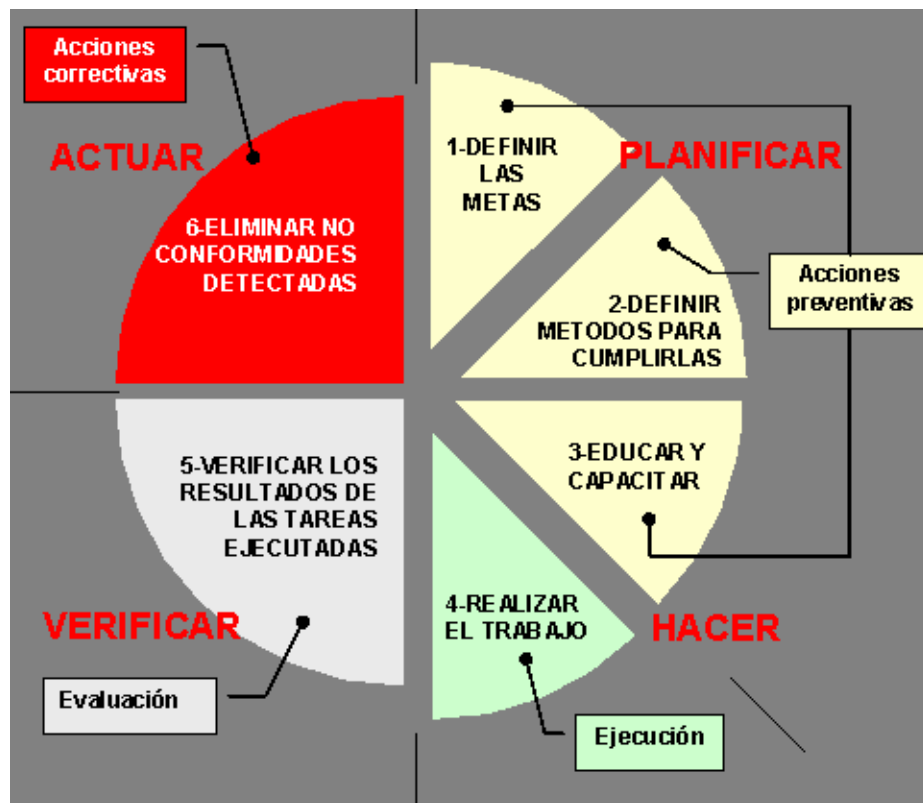 Acciones
correctivas
ACTUAR
1-DEFINIR
LAS
METAS
PLANIFICAR
6-ELIMINAR NO
CONFORMIDADES
DETECTADAS
Acciones
preventivas
2-DEFINIR
METODOS PARA
CUMPLIRLAS
3-EDUCAR Y
CAPACITAR
5-VERIFICAR LOS
RESULTADOS DE
LAS TAREAS
EJECUTADAS
4-REALIZAR
EL TRABAJO
HACER
VERIFICAR
Evaluación
Ejecución